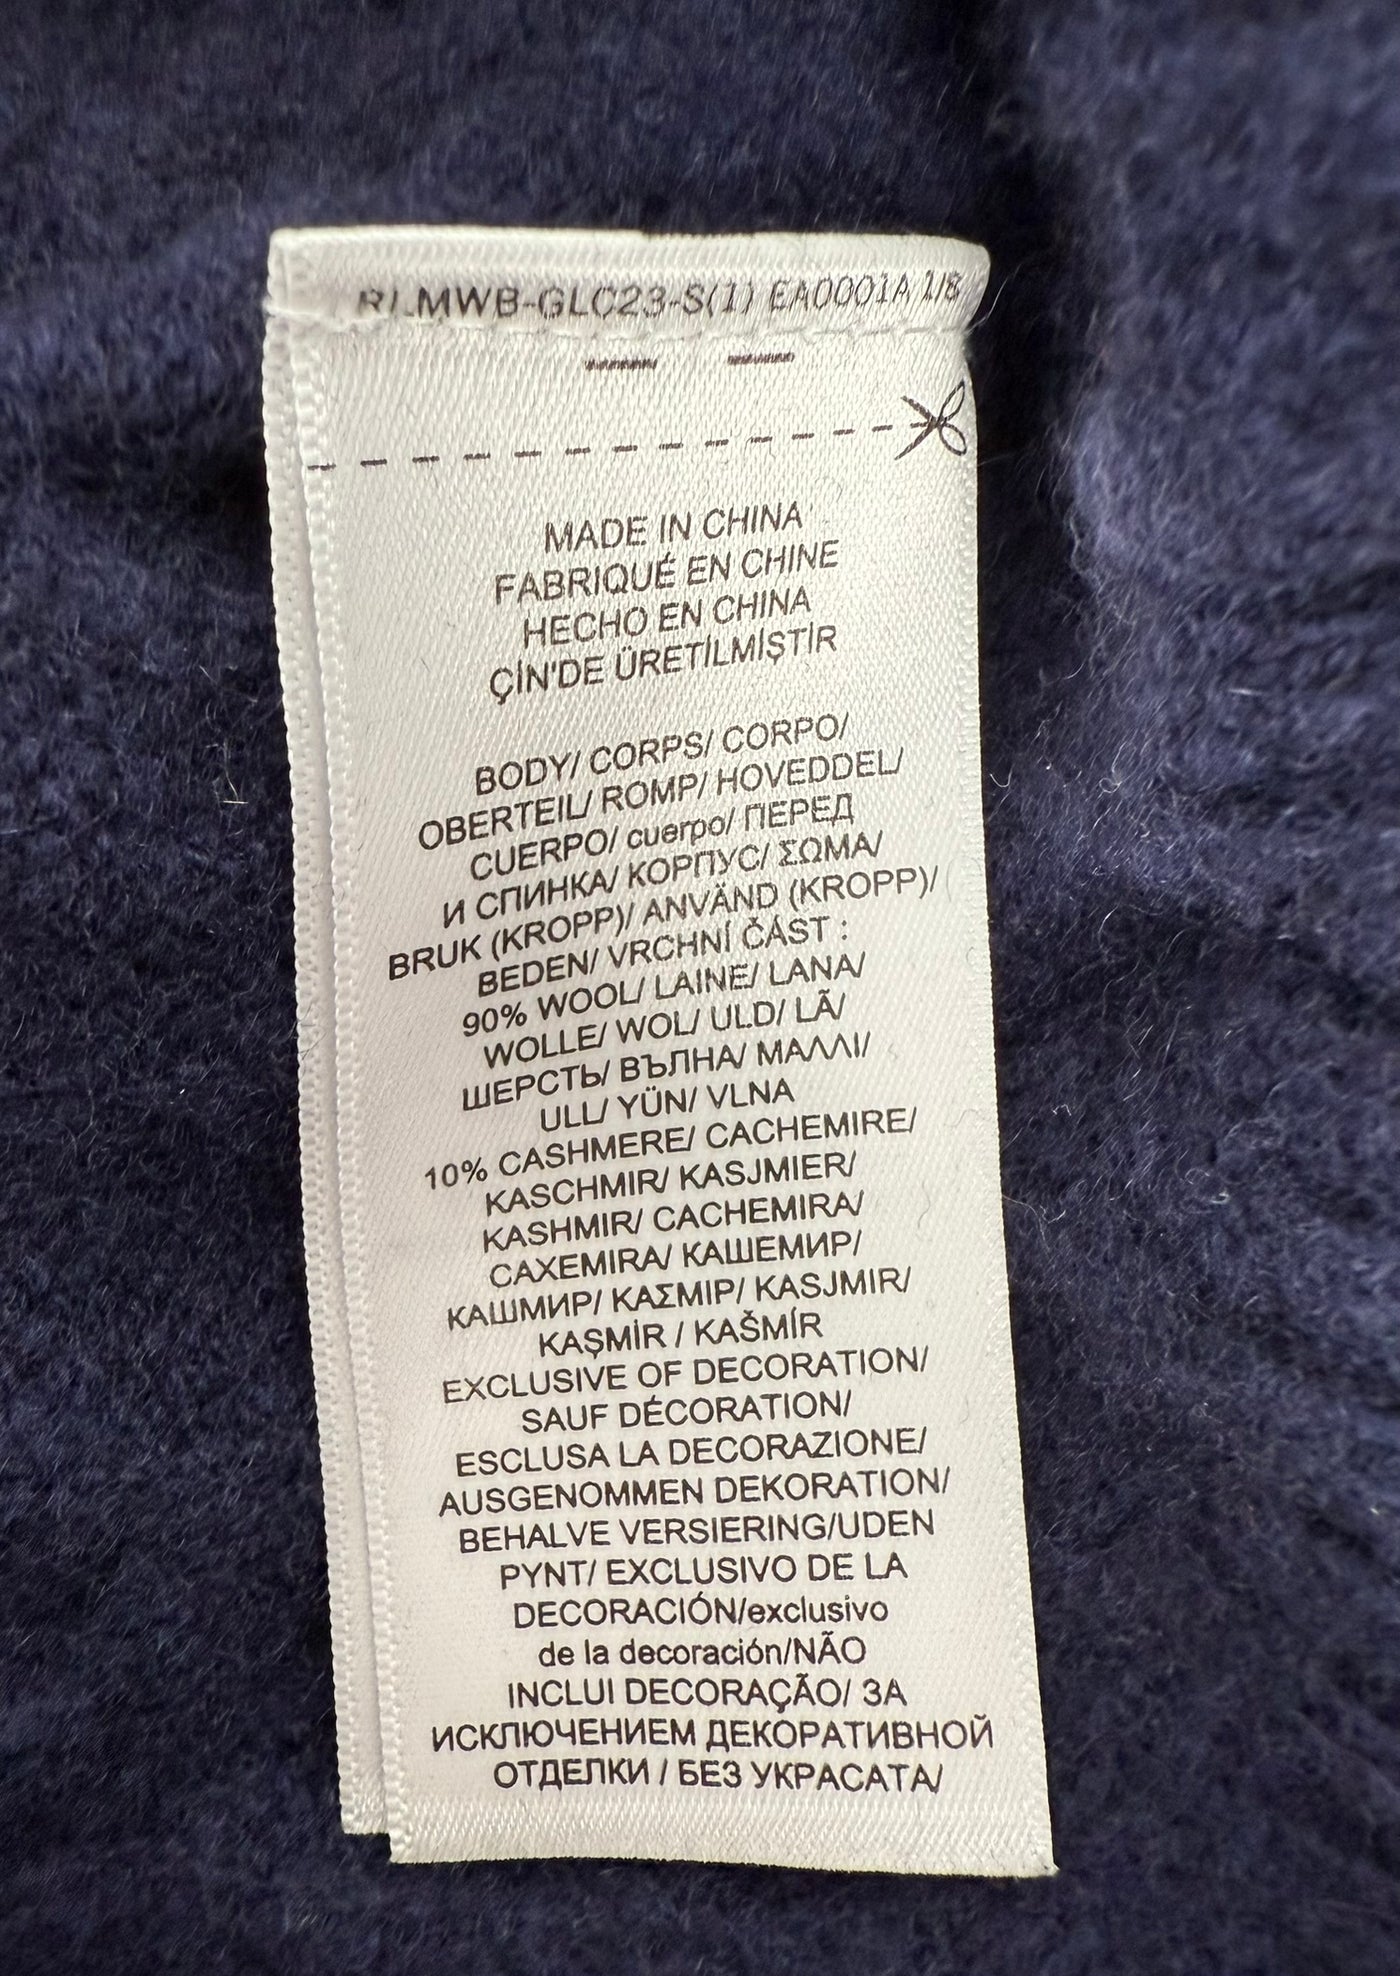 RLMWB-GLC23-S(1) EA0001A 1/8
MADE IN CHINA
FABRIQUÉ EN CHINE
HECHO EN CHINA
ÇİN'DE ÜRETİLMİŞTİR
BODY/ CORPS/ CORPO/
OBERTEIL/ ROMP/ HOVEDDEL/
CUERPO/ cuerpo/ ПЕРЕД
И СПИНКА/ КОРПУС/ ΣΩΜΑ/
BRUK (KROPP)/ ANVÄND (KROPP)/
BEDEN/ VRCHNÍ ČÁST :
90% WOOL/ LAINE/ LANA/
WOLLE/ WOL/ ULD/ LÃ/
ШЕРСТЬ/ ВЪЛНА/ ΜΑΛΛΙ/
ULL/ YÜN/ VLNA
10% CASHMERE/ CACHEMIRE/
KASCHMIR/ KASJMIER/
KASHMIR/ CACHEMIRA/
CAXEMIRA/ КАШЕМИР/
КАШМИР/ ΚΑΣΜΙΡ/ KASJMIR/
KAŞMİR / KAŠMÍR
EXCLUSIVE OF DECORATION/
SAUF DÉCORATION/
ESCLUSA LA DECORAZIONE/
AUSGENOMMEN DEKORATION/
BEHALVE VERSIERING/UDEN
PYNT/ EXCLUSIVO DE LA
DECORACIÓN/exclusivo
de la decoración/NÃO
INCLUI DECORAÇÃO/ ЗА
ИСКЛЮЧЕНИЕМ ДЕКОРАТИВНОЙ
ОТДЕЛКИ / БЕЗ УКРАСАТА/